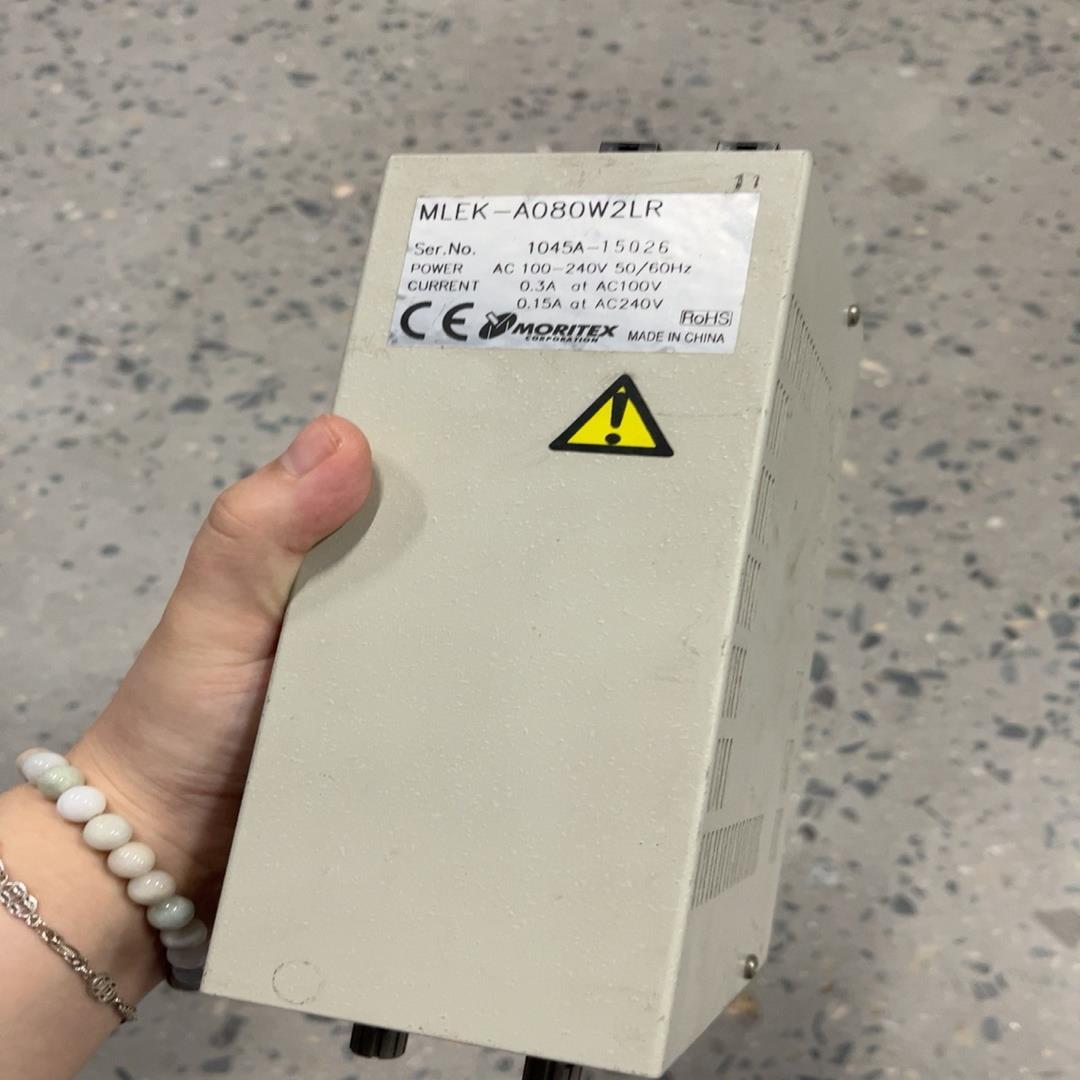 MLEK-A080W2LR
Ser.No. 1045A-15026
POWER AC 100-240V 50/60Hz
CURRENT 0.3A at AC100V
0.15A at AC240V
CE MORITEX CORPORATION RoHS MADE IN CHINA